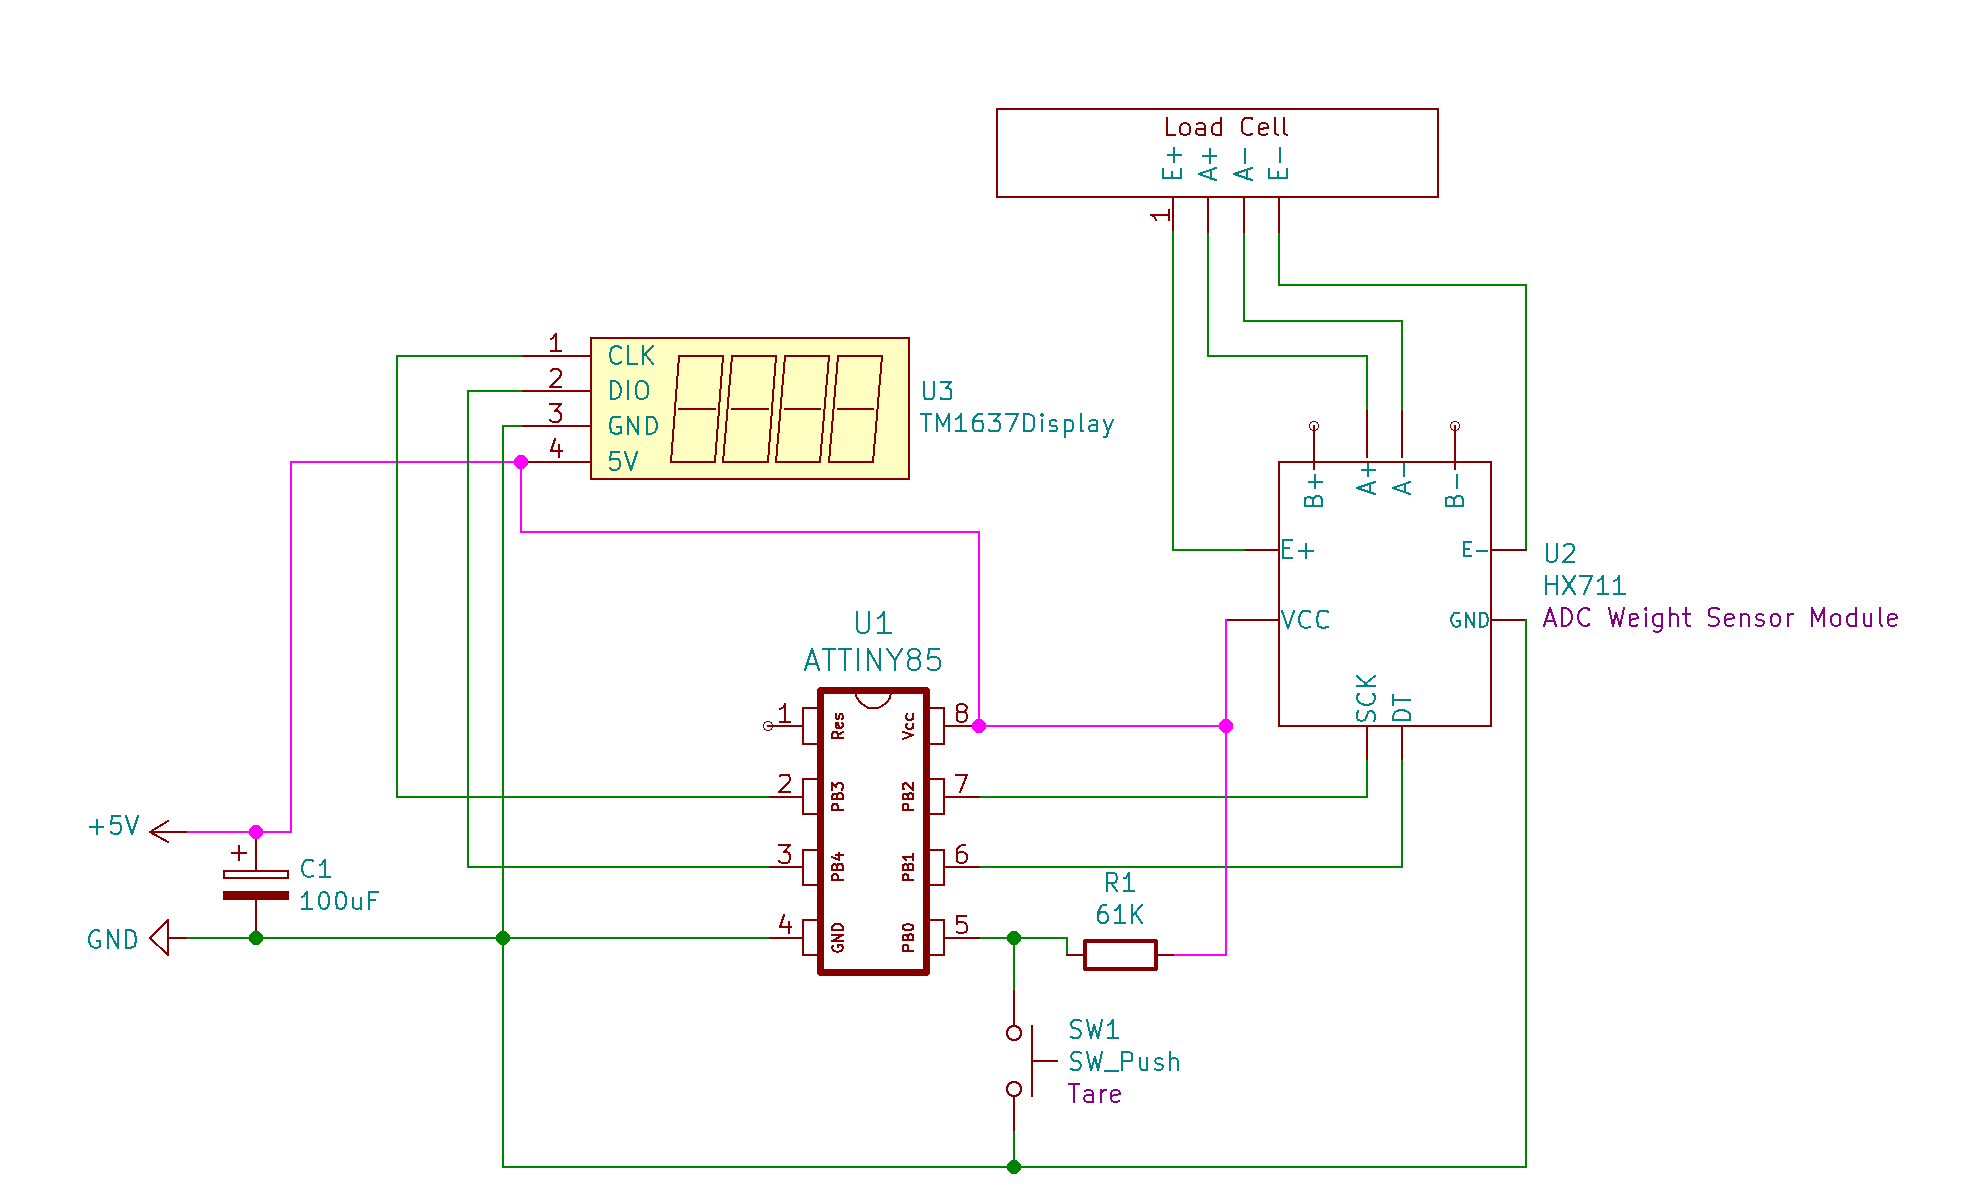 Load Cell
E+ A+ A- E-
1
1 CLK
2 DIO
3 GND
4 5V
U3
TM1637Display
B+ A+ A- B-
E+ E-
VCC GND
SCK DT
U2
HX711
ADC Weight Sensor Module
U1
ATTINY85
1 Res Vcc 8
2 PB3 PB2 7
3 PB4 PB1 6
4 GND PB0 5
+5V
+
C1
100uF
GND
R1
61K
SW1
SW_Push
Tare